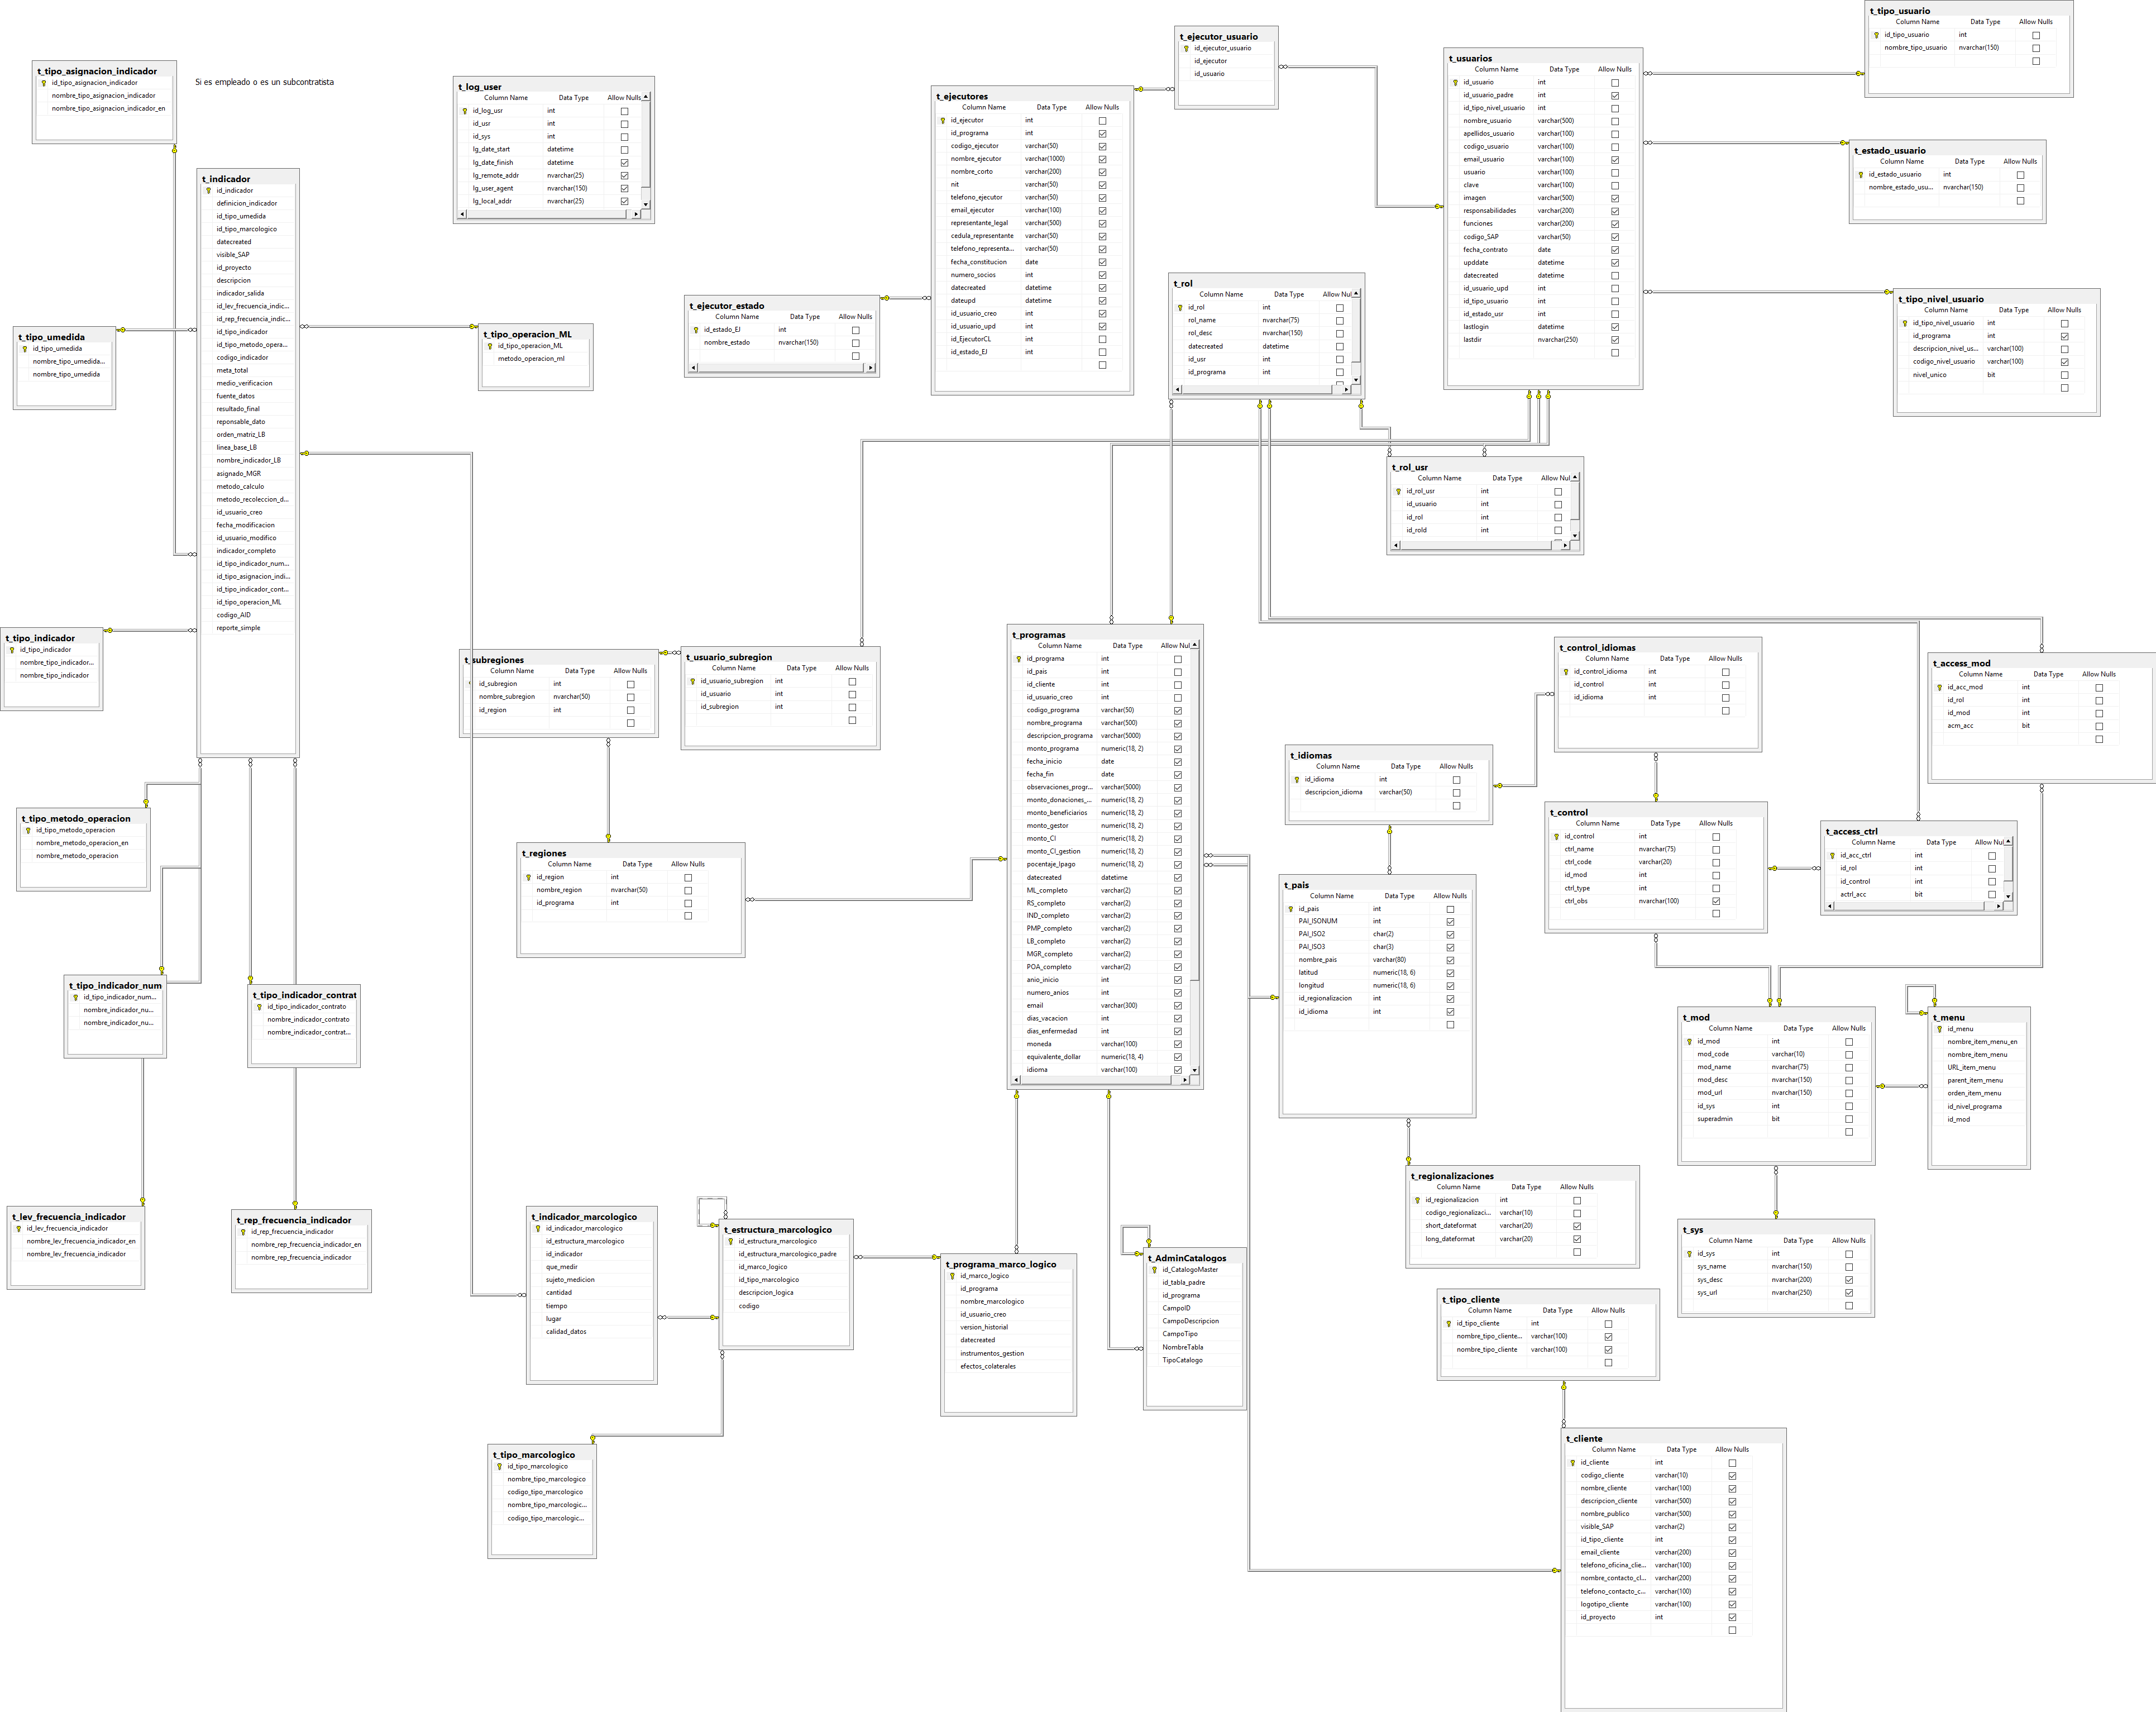 t_tipo_asignacion_indicador
id_tipo_asignacion_indicador
nombre_tipo_asignacion_indicador
nombre_tipo_asignacion_indicador_en
Si es empleado o es un subcontratista
t_log_user
Column Name Data Type Allow Nulls
id_log_usr int
id_usr int
id_sys int
lg_date_start datetime
lg_date_finish datetime
lg_remote_addr nvarchar(25)
lg_user_agent nvarchar(150)
lg_local_addr nvarchar(25)
t_ejecutores
Column Name Data Type Allow Nulls
id_ejecutor int
id_programa int
codigo_ejecutor varchar(50)
nombre_ejecutor varchar(1000)
nombre_corto varchar(200)
nit varchar(50)
telefono_ejecutor varchar(50)
email_ejecutor varchar(100)
representante_legal varchar(500)
cedula_representante varchar(50)
telefono_representa... varchar(50)
fecha_constitucion date
numero_socios int
datecreated datetime
dateupd datetime
id_usuario_creo int
id_usuario_upd int
id_EjecutorCL int
id_estado_EJ int
t_ejecutor_usuario
id_ejecutor_usuario
id_ejecutor
id_usuario
t_usuarios
Column Name Data Type Allow Nulls
id_usuario int
id_usuario_padre int
id_tipo_nivel_usuario int
nombre_usuario varchar(500)
apellidos_usuario varchar(100)
codigo_usuario varchar(100)
email_usuario varchar(100)
usuario varchar(100)
clave varchar(100)
imagen varchar(500)
responsabilidades varchar(200)
funciones varchar(200)
codigo_SAP varchar(50)
fecha_contrato date
upddate datetime
datecreated datetime
id_usuario_upd int
id_tipo_usuario int
id_estado_usr int
lastlogin datetime
lastdir nvarchar(250)
t_tipo_usuario
Column Name Data Type Allow Nulls
id_tipo_usuario int
nombre_tipo_usuario nvarchar(150)
t_estado_usuario
Column Name Data Type Allow Nulls
id_estado_usuario int
nombre_estado_usu... nvarchar(150)
t_tipo_nivel_usuario
Column Name Data Type Allow Nulls
id_tipo_nivel_usuario int
id_programa int
descripcion_nivel_us... varchar(100)
codigo_nivel_usuario varchar(100)
nivel_unico bit
t_indicador
id_indicador
definicion_indicador
id_tipo_umedida
id_tipo_marcologico
datecreated
visible_SAP
id_proyecto
descripcion
indicador_salida
id_lev_frecuencia_indic...
id_rep_frecuencia_indic...
id_tipo_indicador
id_tipo_metodo_opera...
codigo_indicador
meta_total
medio_verificacion
fuente_datos
resultado_final
reponsable_dato
orden_matriz_LB
linea_base_LB
nombre_indicador_LB
asignado_MGR
metodo_calculo
metodo_recoleccion_d...
id_usuario_creo
fecha_modificacion
id_usuario_modifico
indicador_completo
id_tipo_indicador_num...
id_tipo_asignacion_indi...
id_tipo_indicador_cont...
id_tipo_operacion_ML
codigo_AID
reporte_simple
t_tipo_umedida
id_tipo_umedida
nombre_tipo_umedida...
nombre_tipo_umedida
t_tipo_operacion_ML
id_tipo_operacion_ML
metodo_operacion_ml
t_ejecutor_estado
Column Name Data Type Allow Nulls
id_estado_EJ int
nombre_estado nvarchar(150)
t_rol
Column Name Data Type Allow Nul
id_rol int
rol_name nvarchar(75)
rol_desc nvarchar(150)
datecreated datetime
id_usr int
id_programa int
t_rol_usr
Column Name Data Type Allow Nul
id_rol_usr int
id_usuario int
id_rol int
id_rold int
t_tipo_indicador
id_tipo_indicador
nombre_tipo_indicador...
nombre_tipo_indicador
t_subregiones
Column Name Data Type Allow Nulls
id_subregion int
nombre_subregion nvarchar(50)
id_region int
t_usuario_subregion
Column Name Data Type Allow Nulls
id_usuario_subregion int
id_usuario int
id_subregion int
t_programas
Column Name Data Type Allow Nul
id_programa int
id_pais int
id_cliente int
id_usuario_creo int
codigo_programa varchar(50)
nombre_programa varchar(500)
descripcion_programa varchar(5000)
monto_programa numeric(18, 2)
fecha_inicio date
fecha_fin date
observaciones_progr... varchar(5000)
monto_donaciones_... numeric(18, 2)
monto_beneficiarios numeric(18, 2)
monto_gestor numeric(18, 2)
monto_CI numeric(18, 2)
monto_CI_gestion numeric(18, 2)
pocentaje_Ipago numeric(18, 2)
datecreated datetime
ML_completo varchar(2)
RS_completo varchar(2)
IND_completo varchar(2)
PMP_completo varchar(2)
LB_completo varchar(2)
MGR_completo varchar(2)
POA_completo varchar(2)
anio_inicio int
numero_anios int
email varchar(300)
dias_vacacion int
dias_enfermedad int
moneda varchar(100)
equivalente_dollar numeric(18, 4)
idioma varchar(100)
t_control_idiomas
Column Name Data Type Allow Nulls
id_control_idioma int
id_control int
id_idioma int
t_access_mod
Column Name Data Type Allow Nulls
id_acc_mod int
id_rol int
id_mod int
acm_acc bit
t_idiomas
Column Name Data Type Allow Nulls
id_idioma int
descripcion_idioma varchar(50)
t_control
Column Name Data Type Allow Nulls
id_control int
ctrl_name nvarchar(75)
ctrl_code varchar(20)
id_mod int
ctrl_type int
ctrl_obs nvarchar(100)
t_access_ctrl
Column Name Data Type Allow Nu
id_acc_ctrl int
id_rol int
id_control int
actrl_acc bit
t_tipo_metodo_operacion
id_tipo_metodo_operacion
nombre_metodo_operacion_en
nombre_metodo_operacion
t_regiones
Column Name Data Type Allow Nulls
id_region int
nombre_region nvarchar(50)
id_programa int
t_pais
Column Name Data Type Allow Nulls
id_pais int
PAI_ISONUM int
PAI_ISO2 char(2)
PAI_ISO3 char(3)
nombre_pais varchar(80)
latitud numeric(18, 6)
longitud numeric(18, 6)
id_regionalizacion int
id_idioma int
t_tipo_indicador_num
id_tipo_indicador_num...
nombre_indicador_nu...
nombre_indicador_nu...
t_tipo_indicador_contrat
id_tipo_indicador_contrato
nombre_indicador_contrato
nombre_indicador_contrat...
t_mod
Column Name Data Type Allow Nulls
id_mod int
mod_code varchar(10)
mod_name nvarchar(75)
mod_desc nvarchar(150)
mod_url nvarchar(150)
id_sys int
superadmin bit
t_menu
id_menu
nombre_item_menu_en
nombre_item_menu
URL_item_menu
parent_item_menu
orden_item_menu
id_nivel_programa
id_mod
t_regionalizaciones
Column Name Data Type Allow Nulls
id_regionalizacion int
codigo_regionalizaci... varchar(10)
short_dateformat varchar(20)
long_dateformat varchar(20)
t_lev_frecuencia_indicador
id_lev_frecuencia_indicador
nombre_lev_frecuencia_indicador_en
nombre_lev_frecuencia_indicador
t_rep_frecuencia_indicador
id_rep_frecuencia_indicador
nombre_rep_frecuencia_indicador_en
nombre_rep_frecuencia_indicador
t_indicador_marcologico
id_indicador_marcologico
id_estructura_marcologico
id_indicador
que_medir
sujeto_medicion
cantidad
tiempo
lugar
calidad_datos
t_estructura_marcologico
id_estructura_marcologico
id_estructura_marcologico_padre
id_marco_logico
id_tipo_marcologico
descripcion_logica
codigo
t_programa_marco_logico
id_marco_logico
id_programa
nombre_marcologico
id_usuario_creo
version_historial
datecreated
instrumentos_gestion
efectos_colaterales
t_AdminCatalogos
id_CatalogoMaster
id_tabla_padre
id_programa
CampoID
CampoDescripcion
CampoTipo
NombreTabla
TipoCatalogo
t_sys
Column Name Data Type Allow Nulls
id_sys int
sys_name nvarchar(150)
sys_desc nvarchar(200)
sys_url nvarchar(250)
t_tipo_cliente
Column Name Data Type Allow Nulls
id_tipo_cliente int
nombre_tipo_cliente... varchar(100)
nombre_tipo_cliente varchar(100)
t_tipo_marcologico
id_tipo_marcologico
nombre_tipo_marcologico
codigo_tipo_marcologico
nombre_tipo_marcologic...
codigo_tipo_marcologic...
t_cliente
Column Name Data Type Allow Nulls
id_cliente int
codigo_cliente varchar(10)
nombre_cliente varchar(100)
descripcion_cliente varchar(500)
nombre_publico varchar(500)
visible_SAP varchar(2)
id_tipo_cliente int
email_cliente varchar(200)
telefono_oficina_clie... varchar(100)
nombre_contacto_cl... varchar(200)
telefono_contacto_c... varchar(100)
logotipo_cliente varchar(100)
id_proyecto int